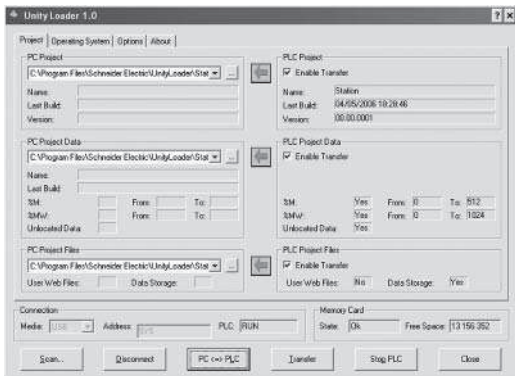 Unity Loader 1.0
Project Operating System Options About
PC Project
C:\Program Files\Schneider Electric\UnityLoader\Stat ...
Name:
Last Build:
Version:
PLC Project
Enable Transfer
Name: Station
Last Build: 04/05/2006 18:28:46
Version: 00.00.0001
PC Project Data
C:\Program Files\Schneider Electric\UnityLoader\Stat ...
Name:
Last Build:
%M: From: To:
%MW: From: To:
Unlocated Data:
PLC Project Data
Enable Transfer
%M: Yes From: 0 To: 512
%MW: Yes From: 0 To: 1024
Unlocated Data: Yes
PC Project Files
C:\Program Files\Schneider Electric\UnityLoader\Stat ...
User Web Files: Data Storage:
PLC Project Files
Enable Transfer
User Web Files: No Data Storage: Yes
Connection
Media: USB Address: SYS PLC: RUN
Memory Card
State: Ok Free Space: 13 156 352
Scan... Disconnect PC <=> PLC Transfer Stop PLC Close